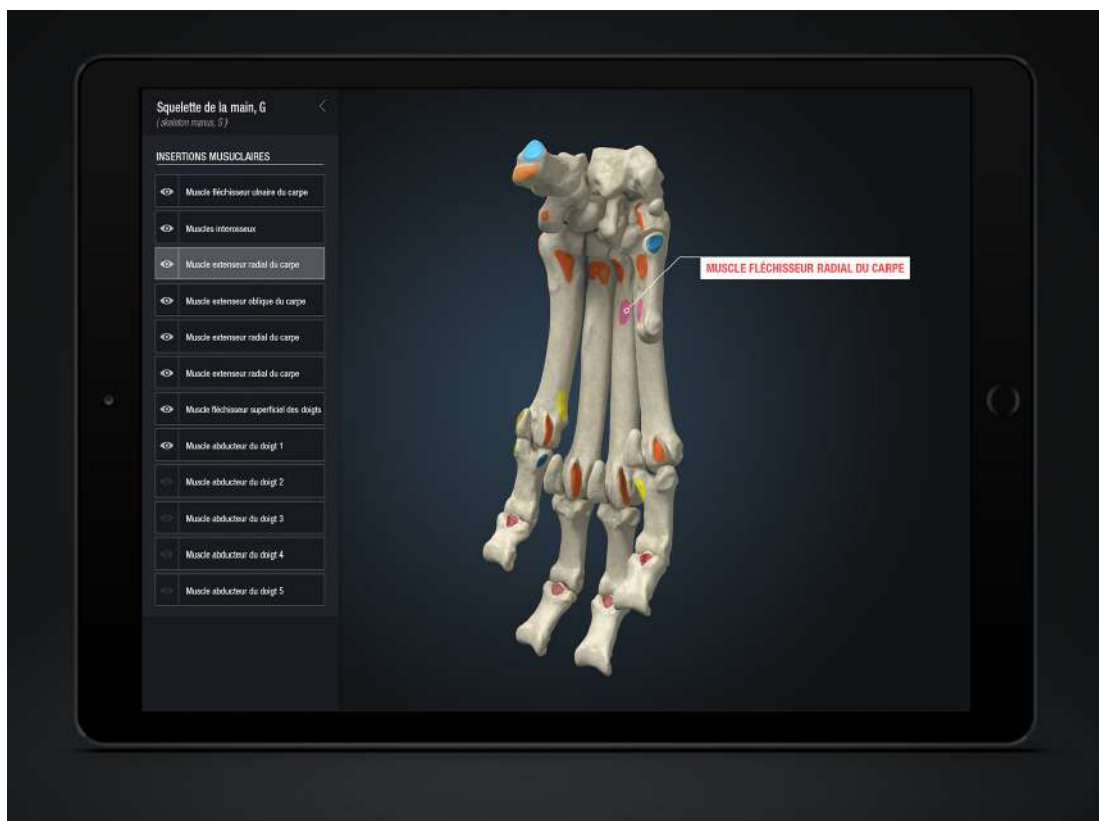 Squelette de la main, G
( skeleton manus, S )
INSERTIONS MUSUCLAIRES
Muscle fléchisseur ulnaire du carpe
Muscles interosseux
Muscle extenseur radial du carpe
Muscle extenseur oblique du carpe
Muscle extenseur radial du carpe
Muscle extenseur radial du carpe
Muscle fléchisseur superficiel des doigts
Muscle abducteur du doigt 1
Muscle abducteur du doigt 2
Muscle abducteur du doigt 3
Muscle abducteur du doigt 4
Muscle abducteur du doigt 5
MUSCLE FLÉCHISSEUR RADIAL DU CARPE